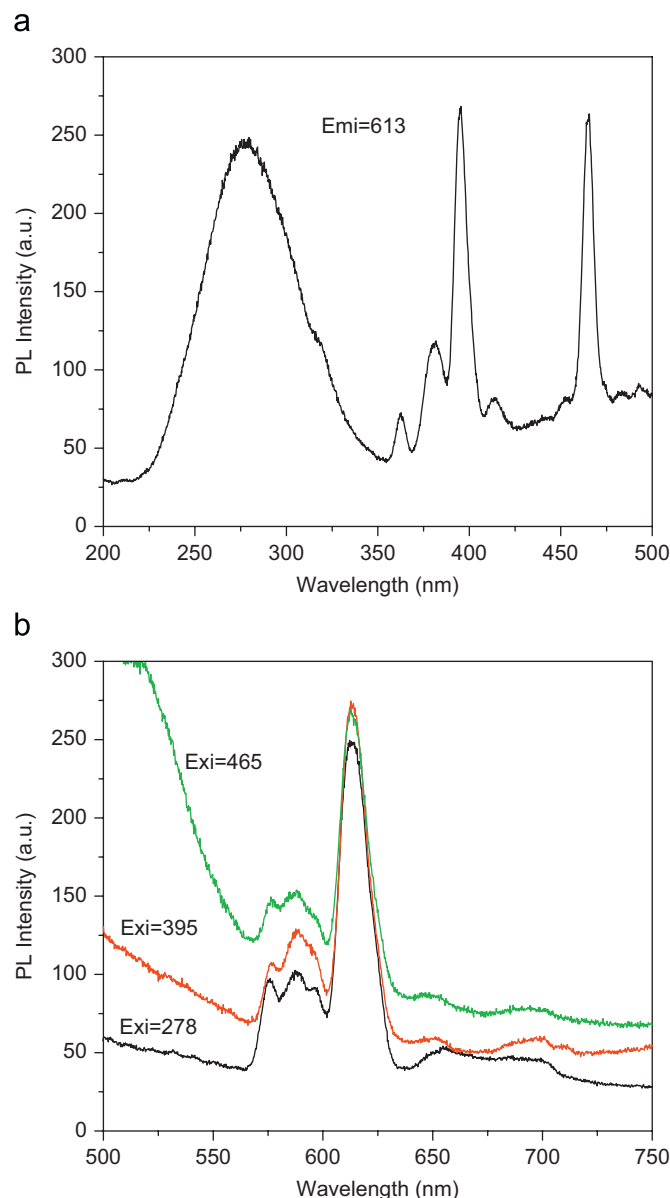 a
300
250
200
150
100
50
0
PL Intensity (a.u.)
Emi=613
200 250 300 350 400 450 500
Wavelength (nm)
b
300
250
200
150
100
50
0
PL Intensity (a.u.)
Exi=465
Exi=395
Exi=278
500 550 600 650 700 750
Wavelength (nm)